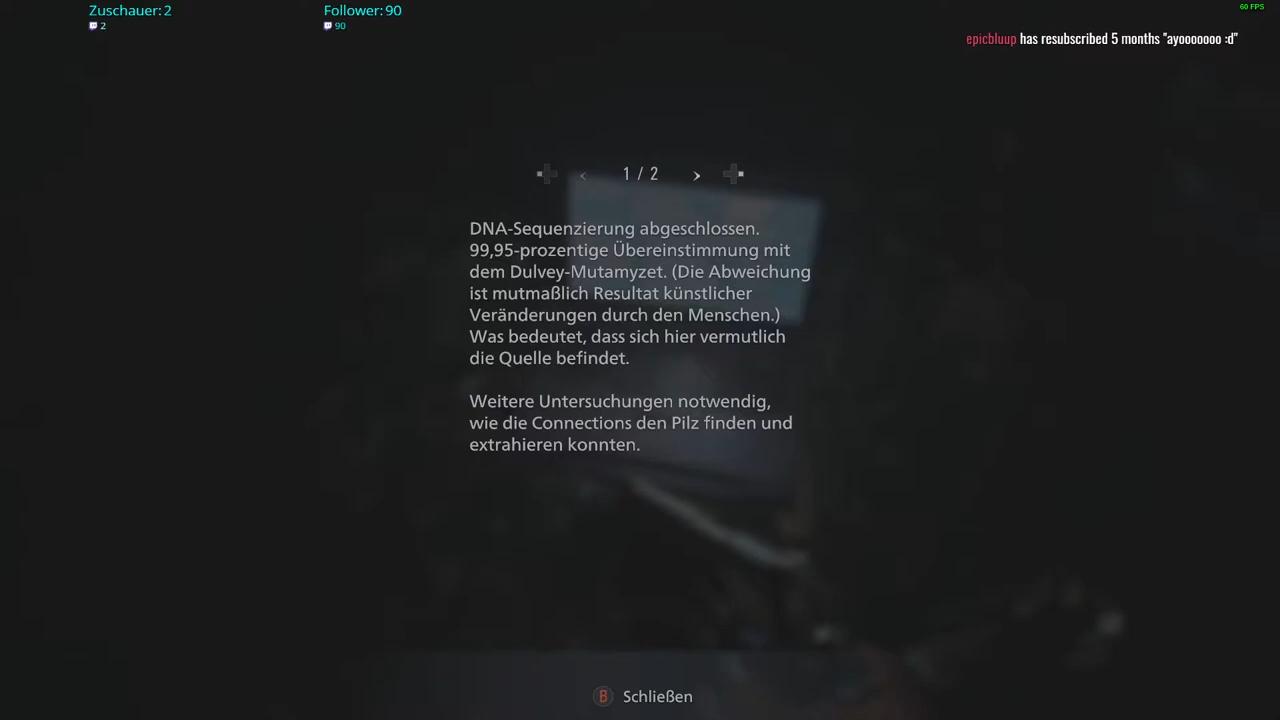 Zuschauer: 2
Follower: 90
60 FPS
2
90
epicbluup has resubscribed 5 months "ayooooooo :d"
< 1 / 2 >
DNA-Sequenzierung abgeschlossen.
99,95-prozentige Übereinstimmung mit
dem Dulvey-Mutamyzet. (Die Abweichung
ist mutmaßlich Resultat künstlicher
Veränderungen durch den Menschen.)
Was bedeutet, dass sich hier vermutlich
die Quelle befindet.
Weitere Untersuchungen notwendig,
wie die Connections den Pilz finden und
extrahieren konnten.
B Schließen